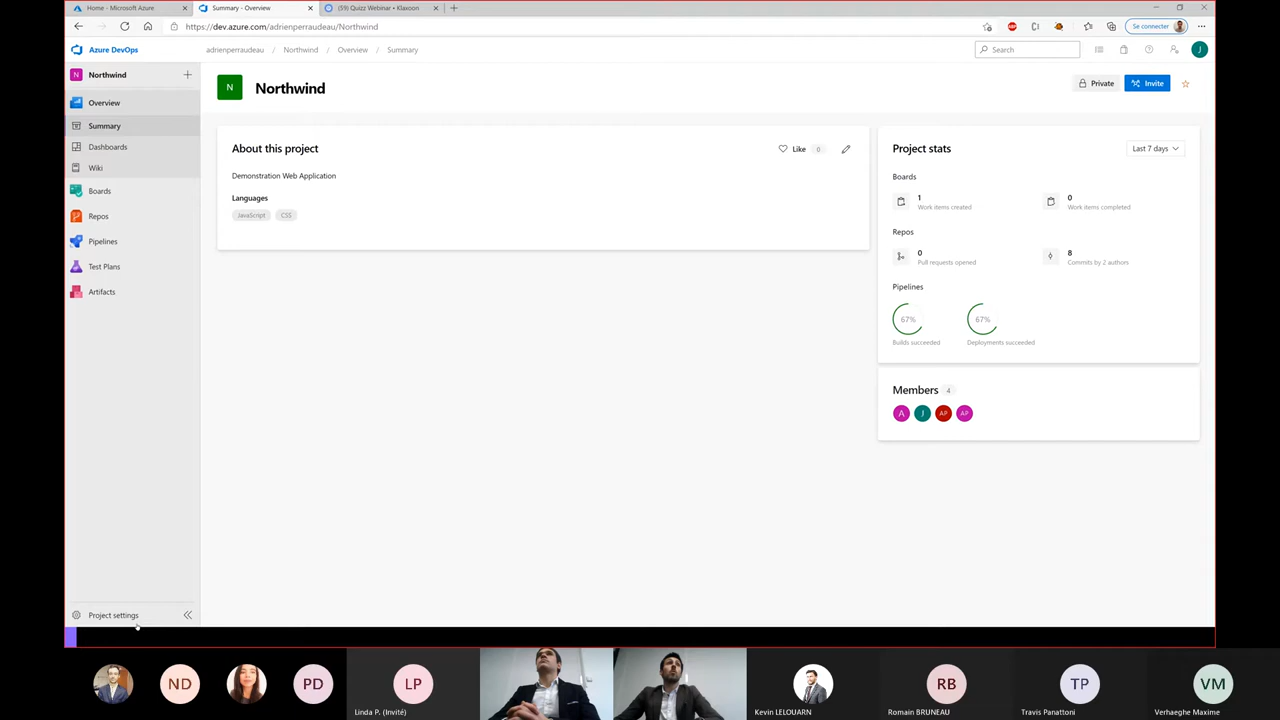 Home - Microsoft Azure
Summary - Overview
(59) Quizz Webinar • Klaxoon
https://dev.azure.com/adrienperraudeau/Northwind
Se connecter
Azure DevOps
adrienperraudeau
Northwind
Overview
Summary
Search
J
N
Northwind
Overview
Summary
Dashboards
Wiki
Boards
Repos
Pipelines
Test Plans
Artifacts
Project settings
N
Northwind
Private
Invite
About this project
Like
0
Demonstration Web Application
Languages
JavaScript
CSS
Project stats
Last 7 days
Boards
1
Work items created
0
Work items completed
Repos
0
Pull requests opened
8
Commits by 2 authors
Pipelines
67%
Builds succeeded
67%
Deployments succeeded
Members
4
A
J
AP
AP
ND
PD
LP
Linda P. (Invité)
Kevin LELOUARN
RB
Romain BRUNEAU
TP
Travis Panattoni
VM
Verhaeghe Maxime